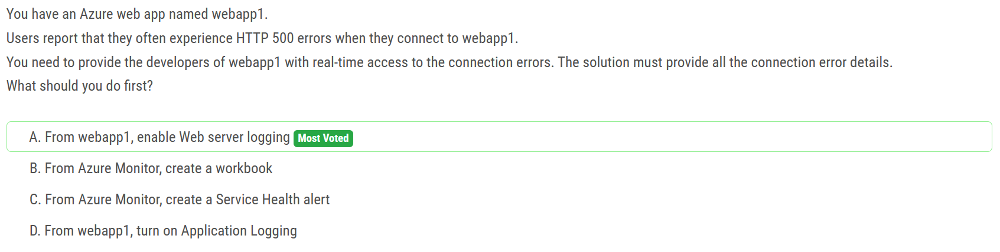 You have an Azure web app named webapp1.
Users report that they often experience HTTP 500 errors when they connect to webapp1.
You need to provide the developers of webapp1 with real-time access to the connection errors. The solution must provide all the connection error details.
What should you do first?
A. From webapp1, enable Web server logging Most Voted
B. From Azure Monitor, create a workbook
C. From Azure Monitor, create a Service Health alert
D. From webapp1, turn on Application Logging